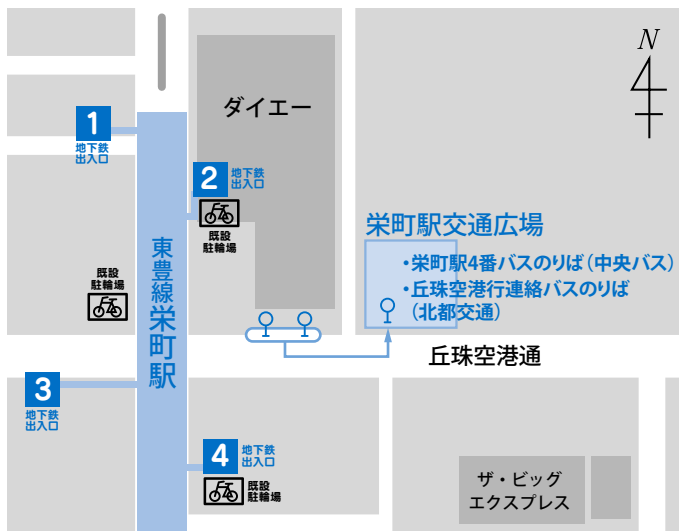 N
ダイエー
1
地下鉄
出入口
2
地下鉄
出入口
既設
駐輪場
栄町駅交通広場
・栄町駅4番バスのりば(中央バス)
・丘珠空港行連絡バスのりば
(北都交通)
東豊線栄町駅
既設
駐輪場
丘珠空港通
3
地下鉄
出入口
4
地下鉄
出入口
既設
駐輪場
ザ・ビッグ
エクスプレス